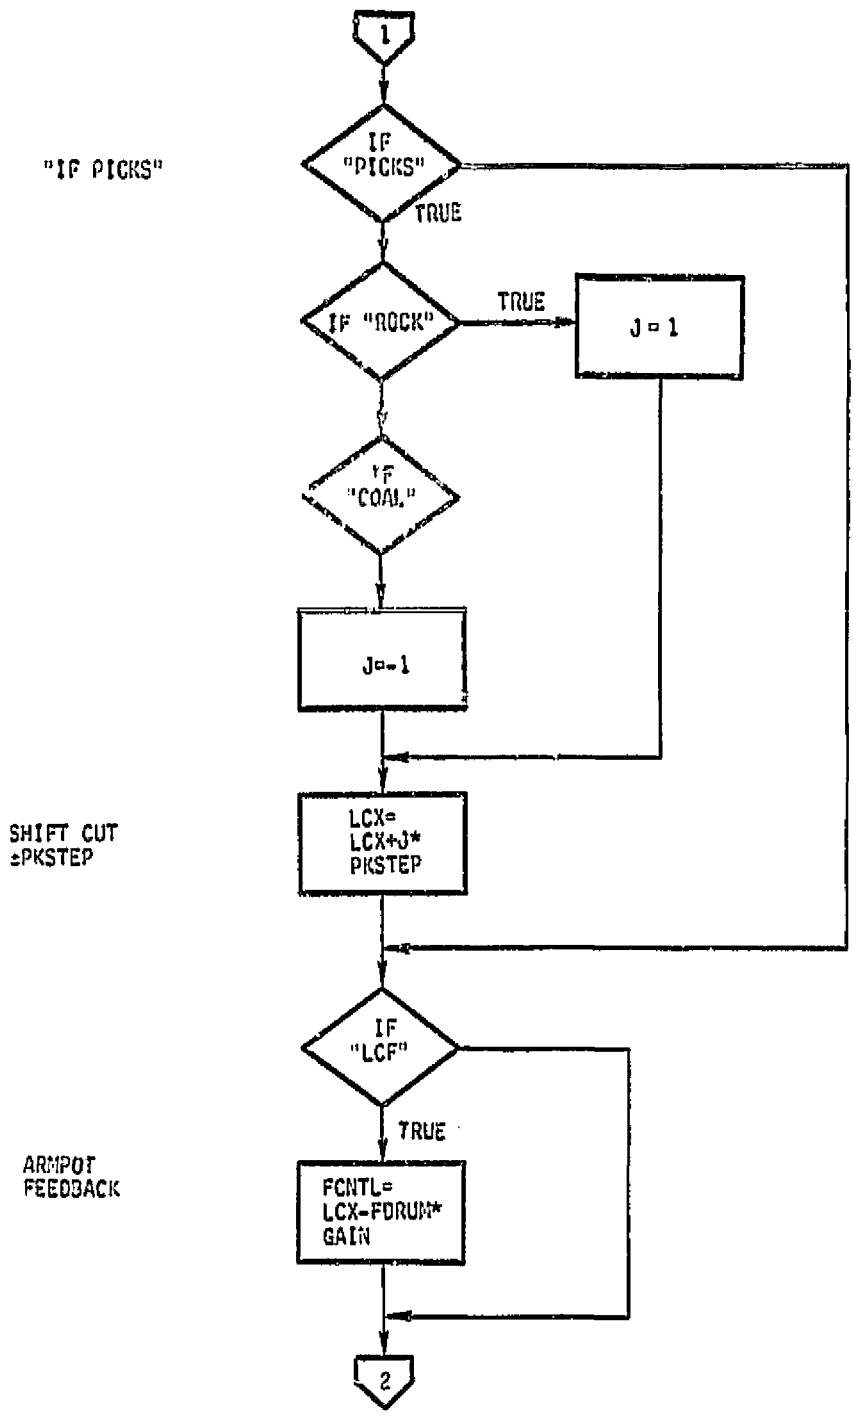 1
IF
"PICKS"
"IF PICKS"
TRUE
IF "ROCK"
TRUE
J = 1
IF
"COAL"
J=-1
LCX=
LCX+J*
PKSTEP
SHIFT CUT
±PKSTEP
IF
"LCF"
TRUE
ARMPOT
FEEDBACK
FCNTL=
LCX-FDRUM*
GAIN
2